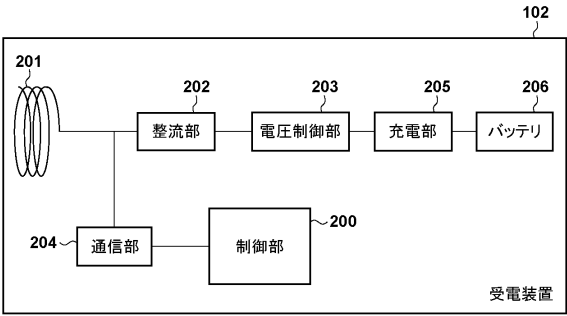 102
201
202
203
205
206
整流部
電圧制御部
充電部
バッテリ
204
通信部
制御部
200
受電装置